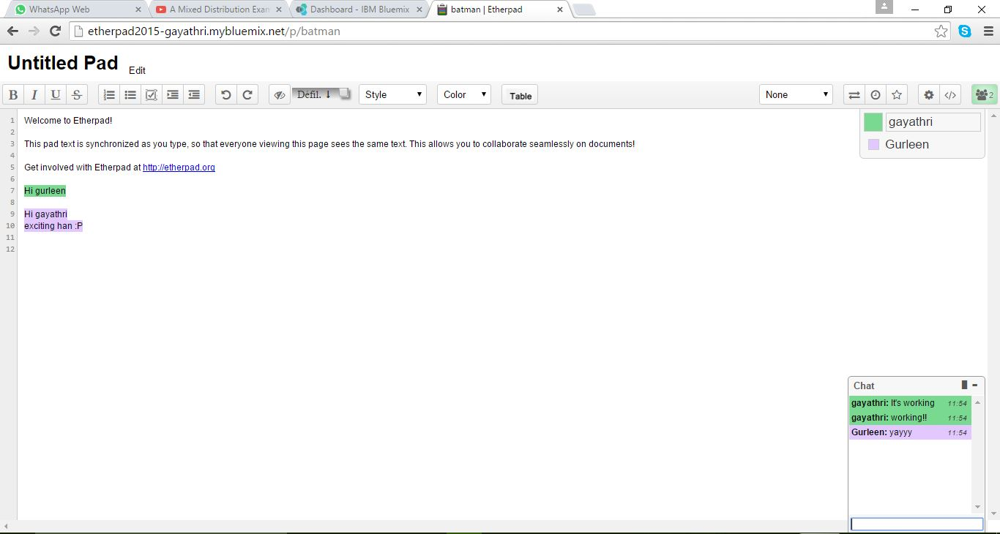 WhatsApp Web
A Mixed Distribution Exam
Dashboard - IBM Bluemix
batman | Etherpad
etherpad2015-gayathri.mybluemix.net/p/batman
Untitled Pad Edit
B I U S Défil. ↓ Style Color Table None 2
gayathri
Gurleen
1 Welcome to Etherpad!
2
3 This pad text is synchronized as you type, so that everyone viewing this page sees the same text. This allows you to collaborate seamlessly on documents!
4
5 Get involved with Etherpad at http://etherpad.org
6
7 Hi gurleen
8
9 Hi gayathri
10 exciting han :P
11
12
Chat
gayathri: It's working 11:54
gayathri: working!! 11:54
Gurleen: yayyy 11:54